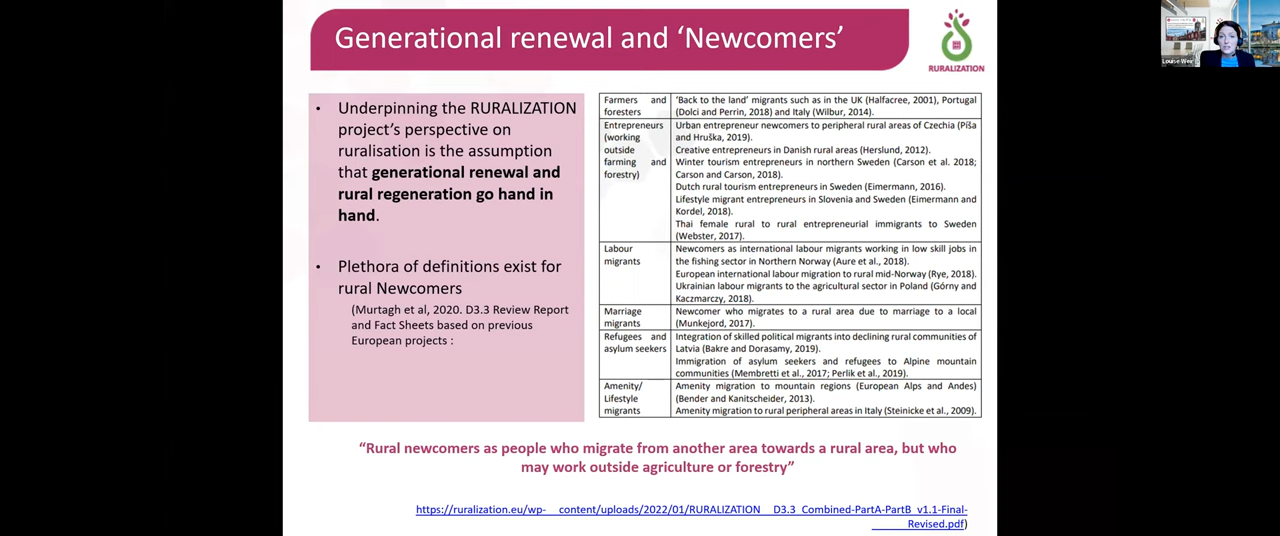 Generational renewal and ‘Newcomers’
RURALIZATION
Louise Weir
• Underpinning the RURALIZATION
project’s perspective on
ruralisation is the assumption
that generational renewal and
rural regeneration go hand in
hand.
• Plethora of definitions exist for
rural Newcomers
(Murtagh et al, 2020. D3.3 Review Report
and Fact Sheets based on previous
European projects :
Farmers and
foresters
‘Back to the land’ migrants such as in the UK (Halfacree, 2001), Portugal
(Dolci and Perrin, 2018) and Italy (Wilbur, 2014).
Entrepreneurs
(working
outside
farming and
forestry)
Urban entrepreneur newcomers to peripheral rural areas of Czechia (Píša
and Hruška, 2019).
Creative entrepreneurs in Danish rural areas (Herslund, 2012).
Winter tourism entrepreneurs in northern Sweden (Carson et al. 2018;
Carson and Carson, 2018).
Dutch rural tourism entrepreneurs in Sweden (Eimermann, 2016).
Lifestyle migrant entrepreneurs in Slovenia and Sweden (Eimermann and
Kordel, 2018).
Thai female rural to rural entrepreneurial immigrants to Sweden
(Webster, 2017).
Labour
migrants
Newcomers as international labour migrants working in low skill jobs in
the fishing sector in Northern Norway (Aure et al., 2018).
European international labour migration to rural mid-Norway (Rye, 2018).
Ukrainian labour migrants to the agricultural sector in Poland (Górny and
Kaczmarczy, 2018).
Marriage
migrants
Newcomer who migrates to a rural area due to marriage to a local
(Munkejord, 2017).
Refugees and
asylum seekers
Integration of skilled political migrants into declining rural communities of
Latvia (Bakre and Dorasamy, 2019).
Immigration of asylum seekers and refugees to Alpine mountain
communities (Membretti et al., 2017; Perlik et al., 2019).
Amenity/
Lifestyle
migrants
Amenity migration to mountain regions (European Alps and Andes)
(Bender and Kanitscheider, 2013).
Amenity migration to rural peripheral areas in Italy (Steinicke et al., 2009).
“Rural newcomers as people who migrate from another area towards a rural area, but who
may work outside agriculture or forestry”
https://ruralization.eu/wp- content/uploads/2022/01/RURALIZATION D3.3 Combined-PartA-PartB v1.1-Final-
Revised.pdf)